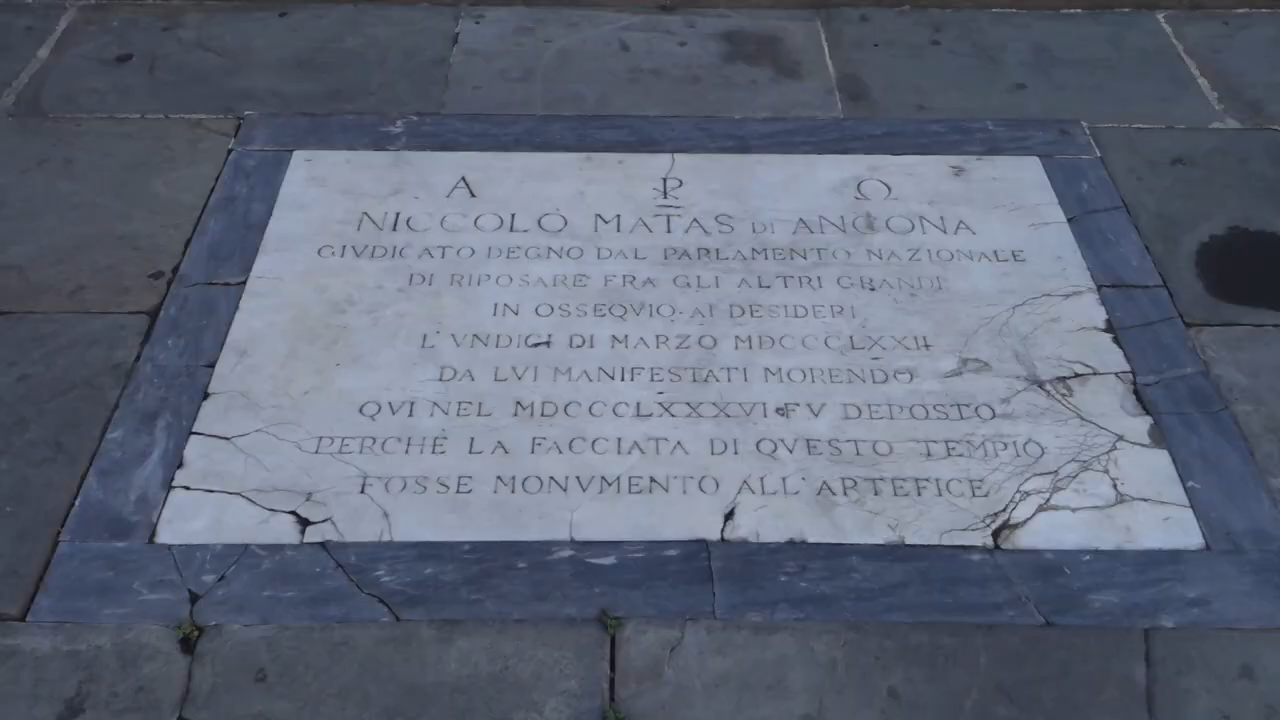 Α ☧ Ω
NICCOLÒ MATAS DI ANCONA
GIVDICATO DEGNO DAL PARLAMENTO NAZIONALE
DI RIPOSARE FRA GLI ALTRI GRANDI
IN OSSEQVIO AI DESIDERI
L'VNDICI DI MARZO MDCCCLXXII
DA LVI MANIFESTATI MORENDO
QVI NEL MDCCCLXXXVI FV DEPOSTO
PERCHÈ LA FACCIATA DI QVESTO TEMPIO
FOSSE MONVMENTO ALL'ARTEFICE